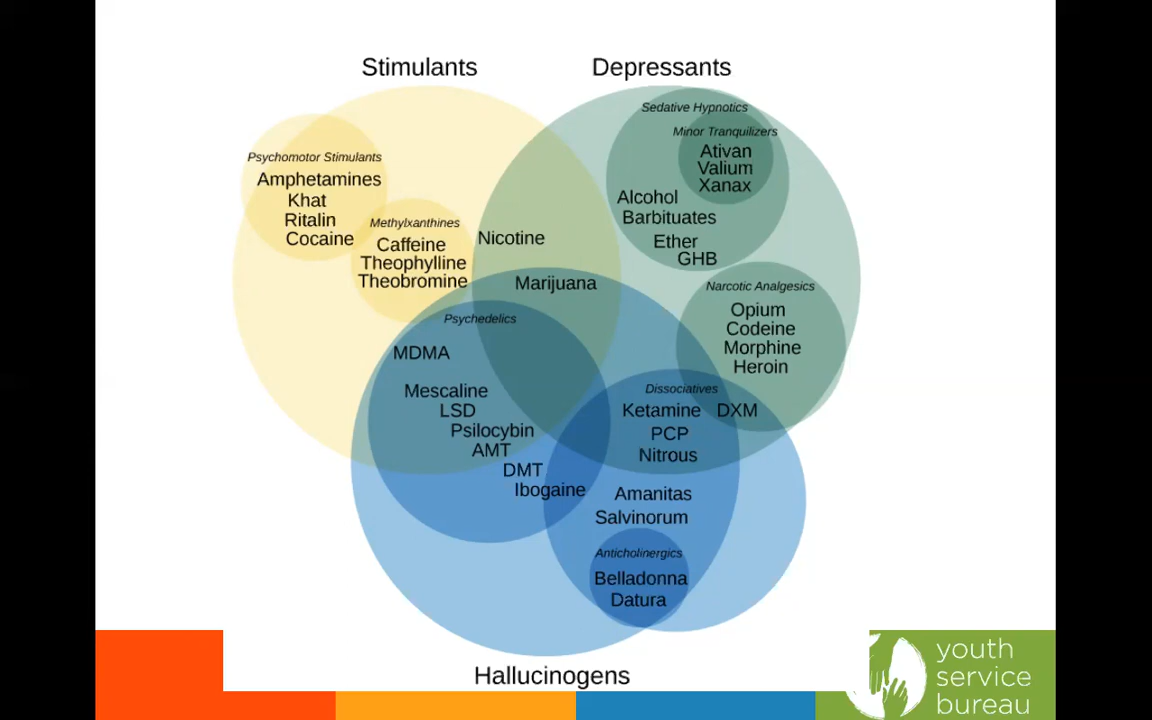 Stimulants
Depressants
Sedative Hypnotics
Minor Tranquilizers
Ativan
Valium
Xanax
Alcohol
Barbituates
Ether
GHB
Psychomotor Stimulants
Amphetamines
Khat
Ritalin
Cocaine
Methylxanthines
Caffeine
Theophylline
Theobromine
Nicotine
Marijuana
Narcotic Analgesics
Opium
Codeine
Morphine
Heroin
Psychedelics
MDMA
Mescaline
LSD
Psilocybin
AMT
DMT
Ibogaine
Dissociatives
Ketamine
DXM
PCP
Nitrous
Amanitas
Salvinorum
Anticholinergics
Belladonna
Datura
Hallucinogens
youth
service
bureau